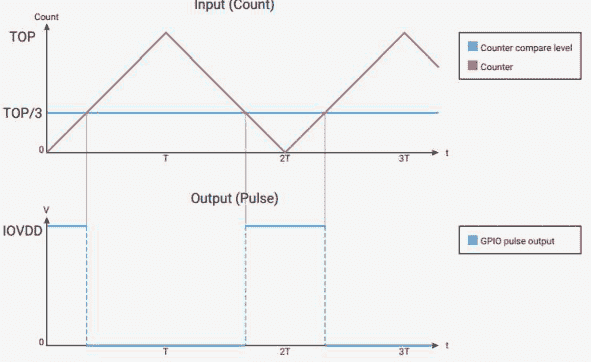 Input (Count)
Count
TOP
TOP/3
0
T
2T
3T
t
Counter compare level
Counter
Output (Pulse)
V
IOVDD
0
T
2T
3T
t
GPIO pulse output